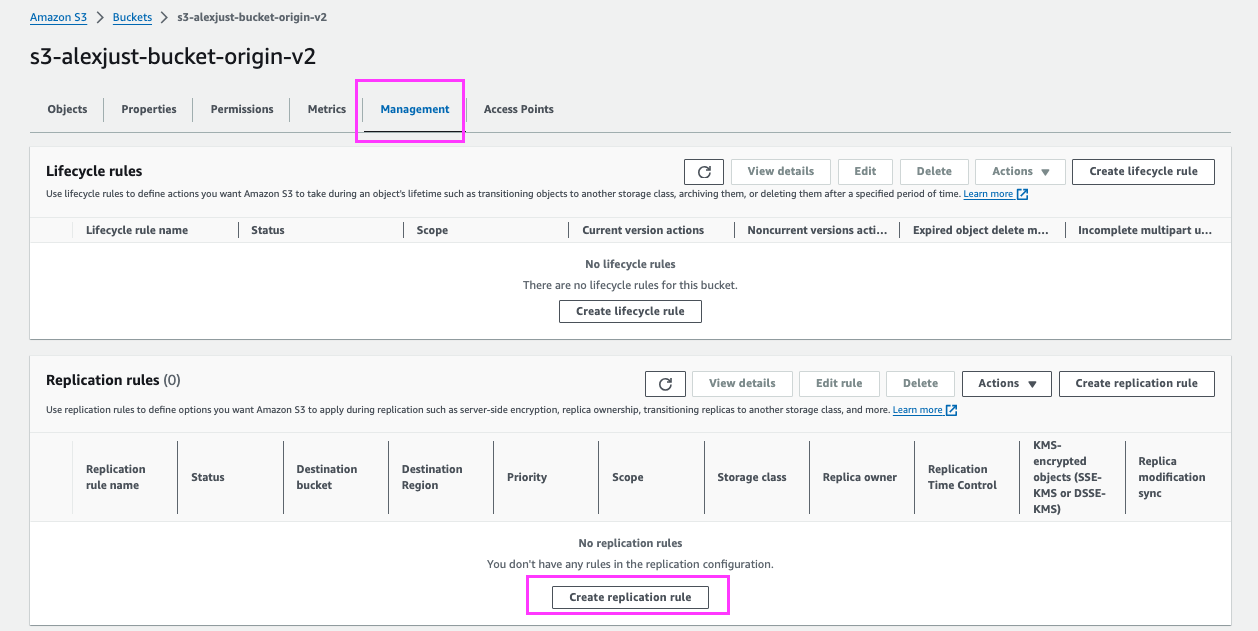 Amazon S3 > Buckets > s3-alexjust-bucket-origin-v2
s3-alexjust-bucket-origin-v2
Objects Properties Permissions Metrics Management Access Points
Lifecycle rules View details Edit Delete Actions ▼ Create lifecycle rule
Use lifecycle rules to define actions you want Amazon S3 to take during an object's lifetime such as transitioning objects to another storage class, archiving them, or deleting them after a specified period of time. Learn more
Lifecycle rule name Status Scope Current version actions Noncurrent versions acti... Expired object delete m... Incomplete multipart u...
No lifecycle rules
There are no lifecycle rules for this bucket.
Create lifecycle rule
Replication rules (0) View details Edit rule Delete Actions ▼ Create replication rule
Use replication rules to define options you want Amazon S3 to apply during replication such as server-side encryption, replica ownership, transitioning replicas to another storage class, and more. Learn more
Replication
rule name
Status
Destination
bucket
Destination
Region
Priority
Scope
Storage class
Replica owner
Replication
Time Control
KMS-
encrypted
objects (SSE-
KMS or DSSE-
KMS)
Replica
modification
sync
No replication rules
You don't have any rules in the replication configuration.
Create replication rule